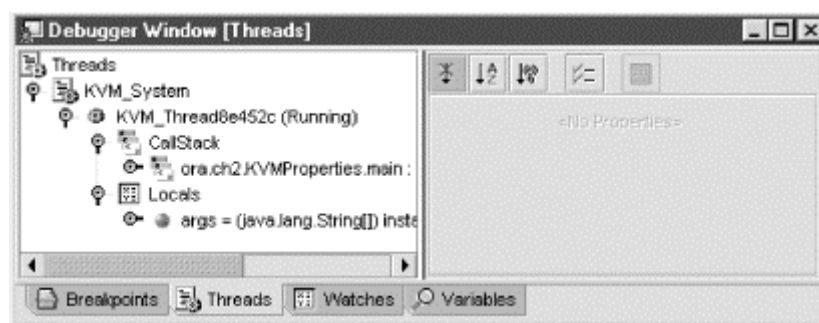 Debugger Window [Threads]
Threads
KVM_System
KVM_Thread8e452c (Running)
CallStack
ora.ch2.KVMProperties.main :
Locals
args = (java.lang.String[]) inste
<No Properties>
Breakpoints Threads Watches Variables